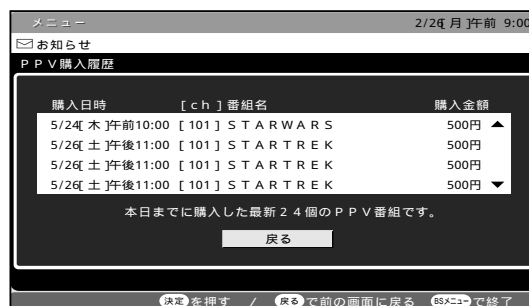 メニュー 2/26[月]午前 9:00
お知らせ
ＰＰＶ購入履歴
購入日時 [ch]番組名 購入金額
5/24[木]午前10:00 [101]ＳＴＡＲＷＡＲＳ 500円
5/26[土]午後11:00 [101]ＳＴＡＲＴＲＥＫ 500円
5/26[土]午後11:00 [101]ＳＴＡＲＴＲＥＫ 500円
5/26[土]午後11:00 [101]ＳＴＡＲＴＲＥＫ 500円
本日までに購入した最新２４個のＰＰＶ番組です。
戻る
決定を押す / 戻るで前の画面に戻る BSメニューで終了